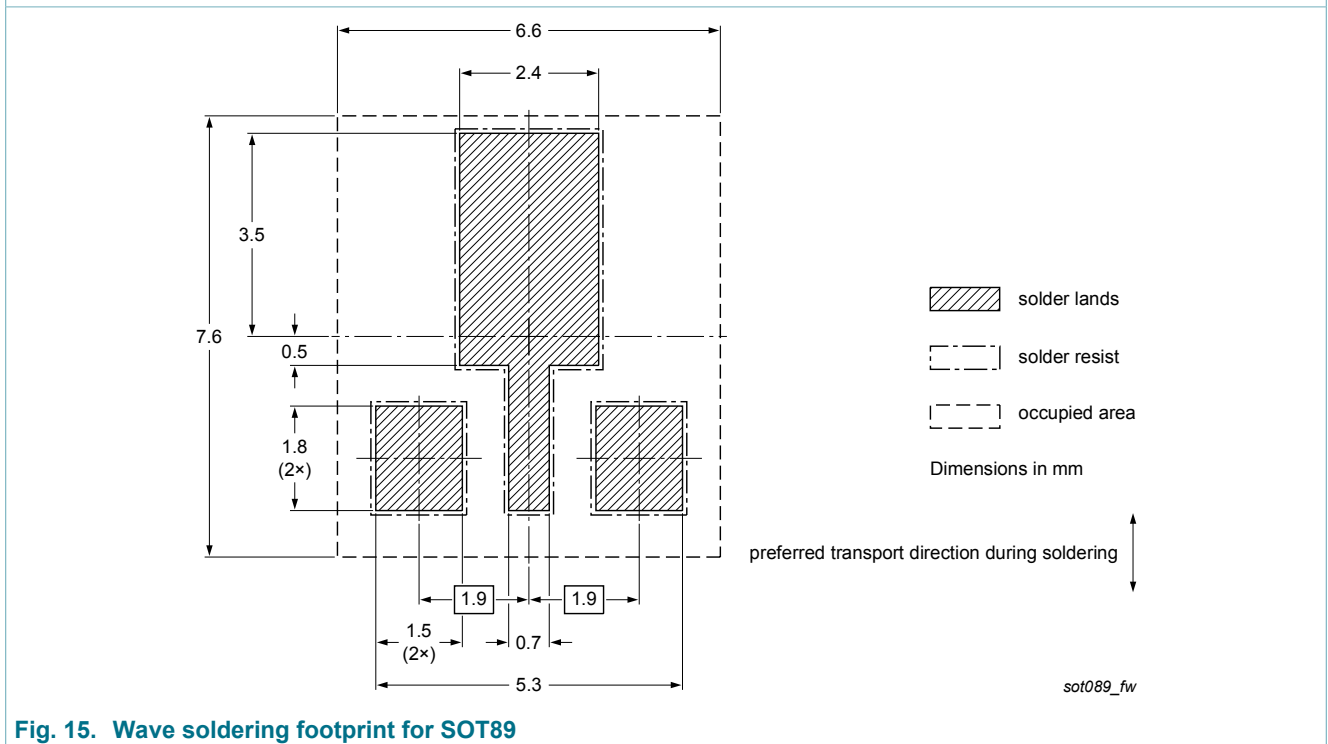 6.6
2.4
3.5
7.6
0.5
solder lands
solder resist
occupied area
1.8
(2×)
Dimensions in mm
preferred transport direction during soldering
1.9
1.9
1.5
(2×)
0.7
5.3
sot089_fw
Fig. 15. Wave soldering footprint for SOT89